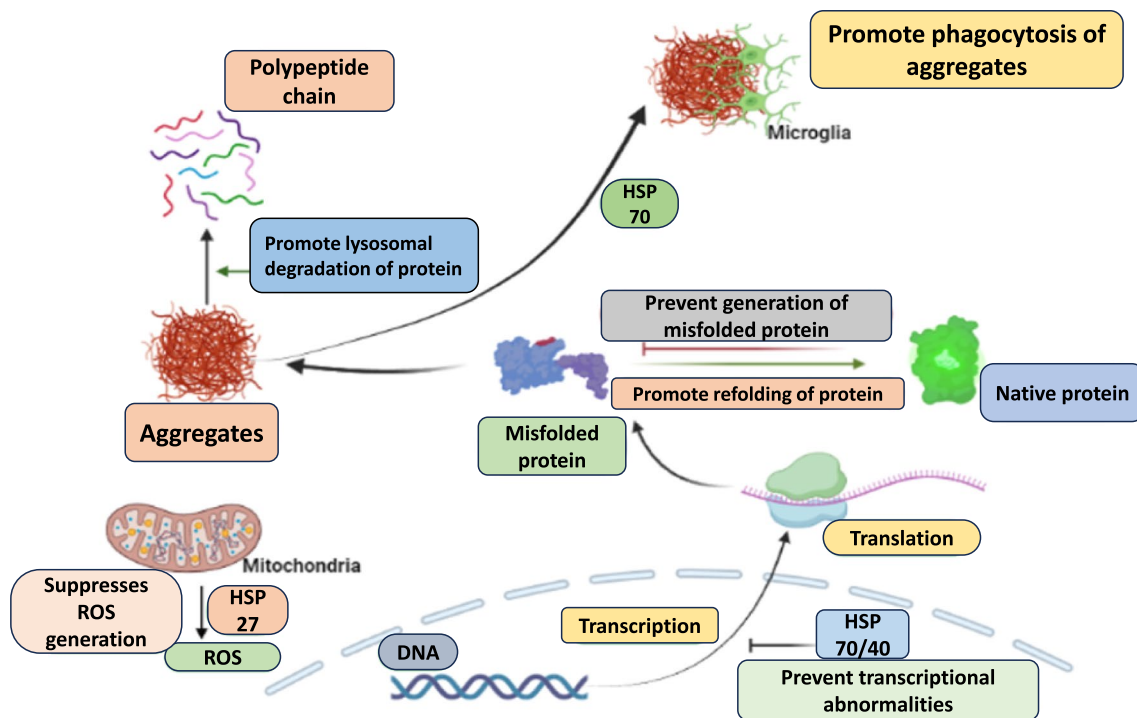 Polypeptide
chain
Promote phagocytosis of
aggregates
Microglia
HSP
70
Promote lysosomal
degradation of protein
Prevent generation of
misfolded protein
Promote refolding of protein
Native protein
Aggregates
Misfolded
protein
Translation
Mitochondria
Suppresses
ROS
generation
HSP
27
ROS
Transcription
HSP
70/40
DNA
Prevent transcriptional
abnormalities